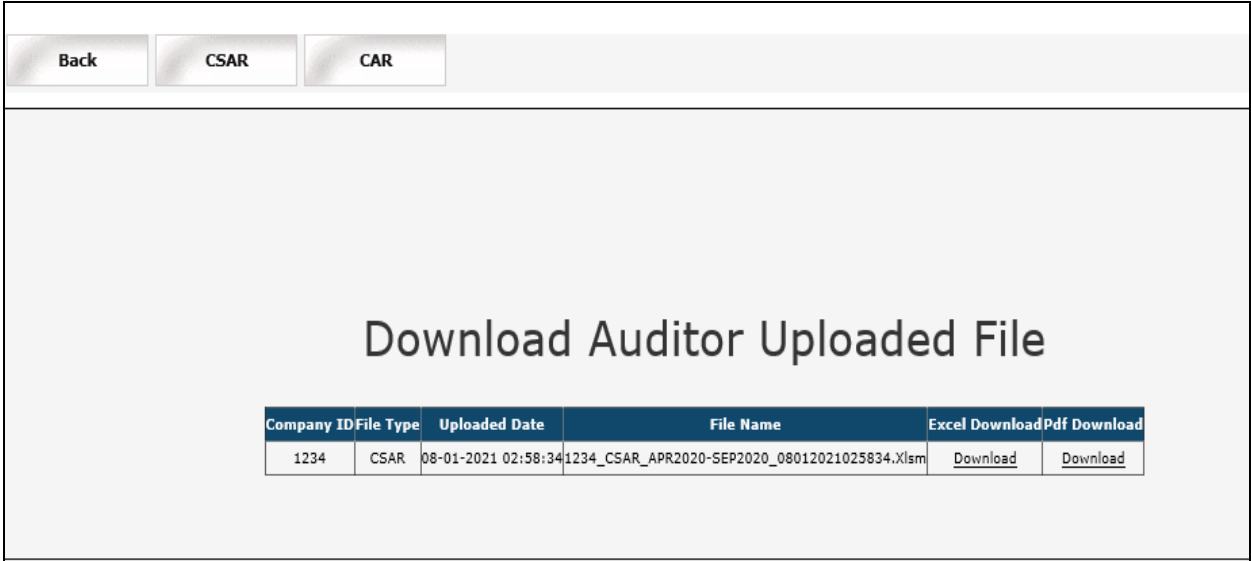 Back CSAR CAR
Download Auditor Uploaded File
Company ID File Type Uploaded Date File Name Excel Download Pdf Download
1234 CSAR 08-01-2021 02:58:34 1234_CSAR_APR2020-SEP2020_08012021025834.Xlsm Download Download